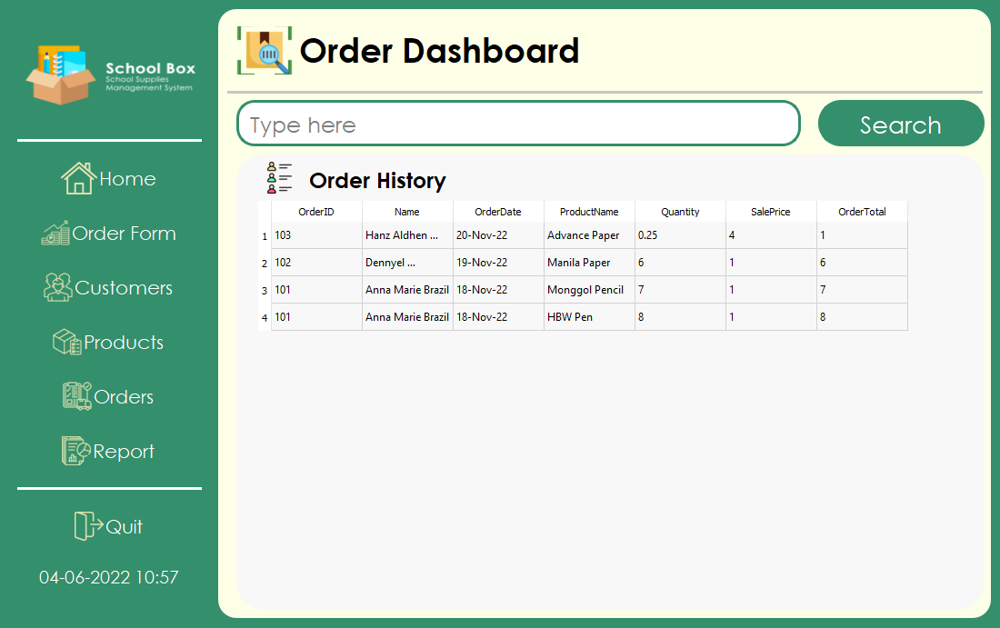 School Box
School Supplies
Management System
Home
Order Form
Customers
Products
Orders
Report
Quit
04-06-2022 10:57
Order Dashboard
Type here
Search
Order History
OrderID Name OrderDate ProductName Quantity SalePrice OrderTotal
1 103 Hanz Aldhen ... 20-Nov-22 Advance Paper 0.25 4 1
2 102 Dennyel ... 19-Nov-22 Manila Paper 6 1 6
3 101 Anna Marie Brazil 18-Nov-22 Monggol Pencil 7 1 7
4 101 Anna Marie Brazil 18-Nov-22 HBW Pen 8 1 8